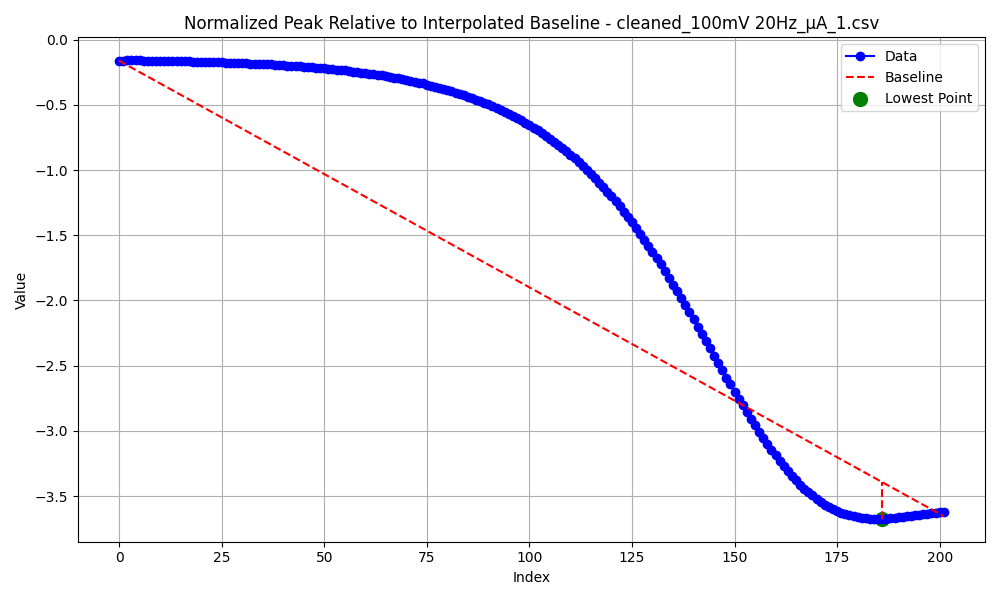 Normalized Peak Relative to Interpolated Baseline - cleaned_100mV 20Hz_μA_1.csv
Data
Baseline
Lowest Point
0.0
−0.5
−1.0
−1.5
−2.0
−2.5
−3.0
−3.5
Value
0 25 50 75 100 125 150 175 200
Index